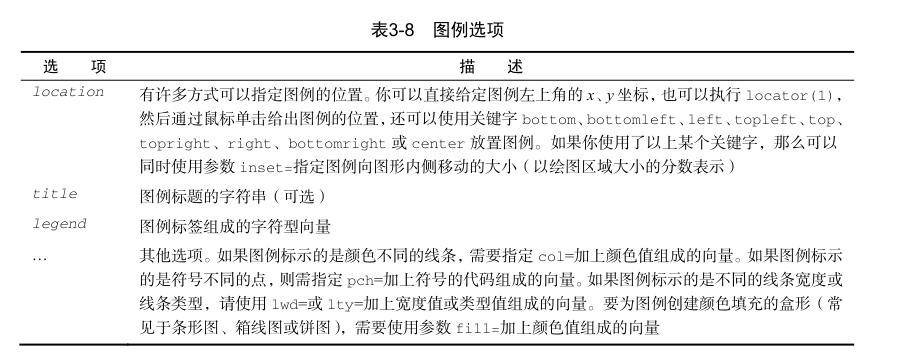 表3-8 图例选项
选 项 描 述
location 有许多方式可以指定图例的位置。你可以直接给定图例左上角的 x、y 坐标，也可以执行 locator(1)，
然后通过鼠标单击给出图例的位置，还可以使用关键字 bottom、bottomleft、left、topleft、top、
topright、right、bottomright 或 center 放置图例。如果你使用了以上某个关键字，那么可以
同时使用参数 inset=指定图例向图形内侧移动的大小（以绘图区域大小的分数表示）
title 图例标题的字符串（可选）
legend 图例标签组成的字符型向量
… 其他选项。如果图例标示的是颜色不同的线条，需要指定 col=加上颜色值组成的向量。如果图例标示
的是符号不同的点，则需指定 pch=加上符号的代码组成的向量。如果图例标示的是不同的线条宽度或
线条类型，请使用 lwd=或 lty=加上宽度值或类型值组成的向量。要为图例创建颜色填充的盒形（常
见于条形图、箱线图或饼图），需要使用参数 fill=加上颜色值组成的向量